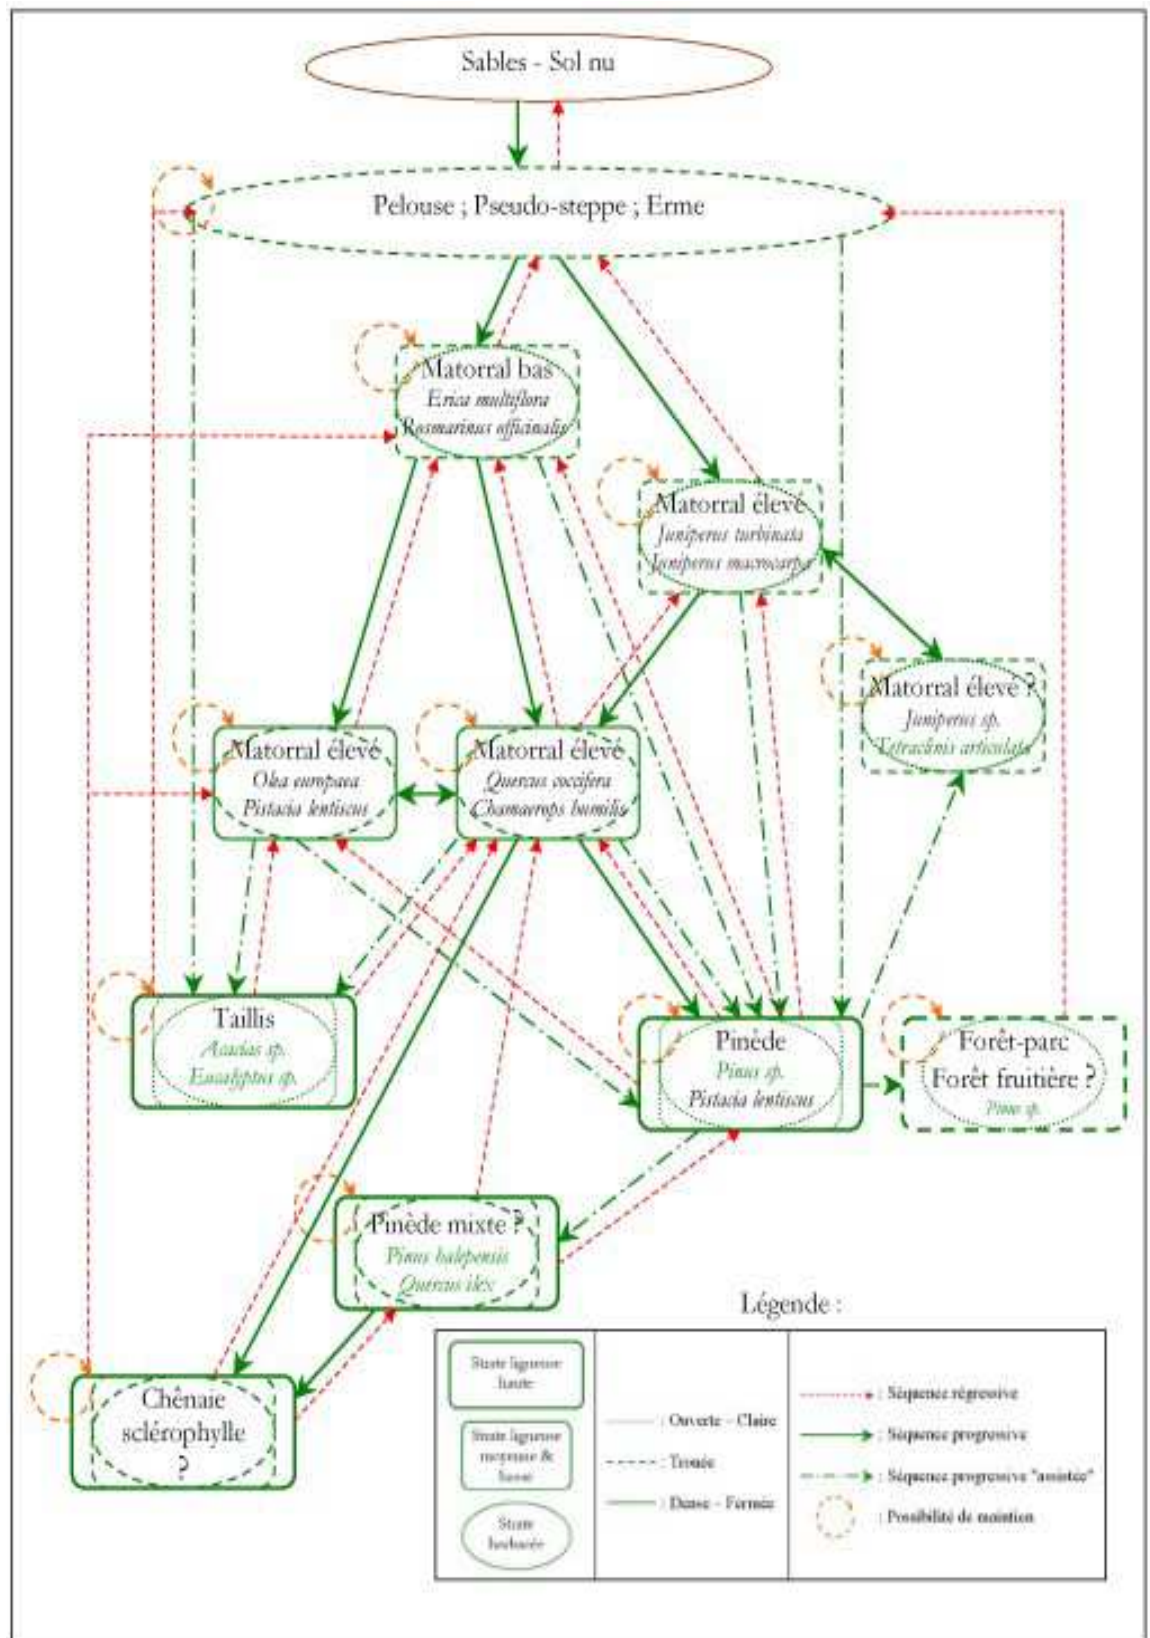 Sables - Sol nu
Pelouse ; Pseudo-steppe ; Erme
Matorral bas
Erica multiflora
Rosmarinus officinalis
Matorral élevé
Juniperus turbinata
Juniperus macrocarpa
Matorral élevé ?
Juniperus sp.
Tetraclinis articulata
Matorral élevé
Olea europaea
Pistacia lentiscus
Matorral élevé
Quercus coccifera
Chamaerops humilis
Taillis
Acacias sp.
Eucalyptus sp.
Pinède
Pinus sp.
Pistacia lentiscus
Forêt-parc
Forêt fruitière ?
Pinus sp.
Pinède mixte ?
Pinus halepensis
Quercus ilex
Chênaie
sclérophylle
?
Légende :
Strate ligneuse
haute
Strate ligneuse
moyenne &
basse
Strate
herbacée
: Ouverte - Claire
: Trouée
: Dense - Fermée
: Séquence régressive
: Séquence progressive
: Séquence progressive "assistée"
: Possibilité de maintien